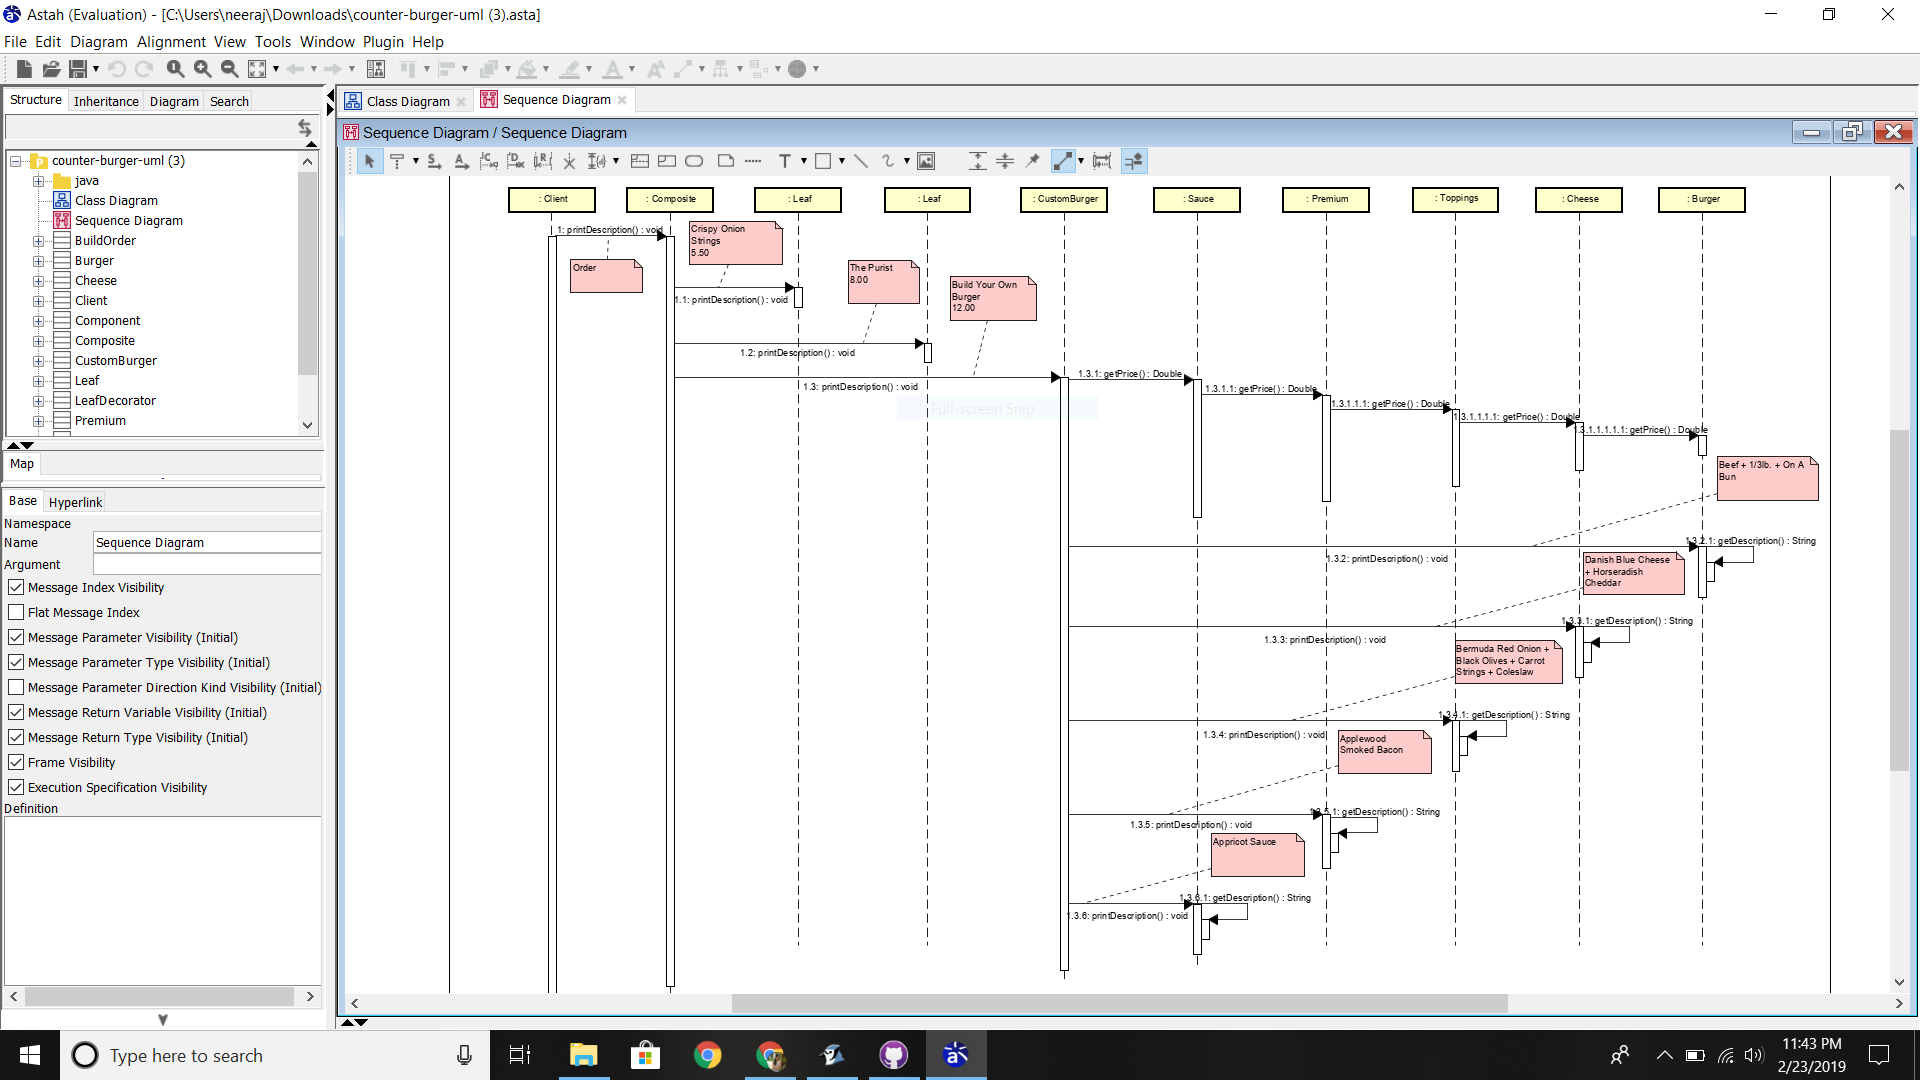 Astah (Evaluation) - [C:\Users\neeraj\Downloads\counter-burger-uml (3).asta]
File Edit Diagram Alignment View Tools Window Plugin Help
Structure Inheritance Diagram Search
counter-burger-uml (3)
java
Class Diagram
Sequence Diagram
BuildOrder
Burger
Cheese
Client
Component
Composite
CustomBurger
Leaf
LeafDecorator
Premium
Map
Base Hyperlink
Namespace
Name Sequence Diagram
Argument
Message Index Visibility
Flat Message Index
Message Parameter Visibility (Initial)
Message Parameter Type Visibility (Initial)
Message Parameter Direction Kind Visibility (Initial)
Message Return Variable Visibility (Initial)
Message Return Type Visibility (Initial)
Frame Visibility
Execution Specification Visibility
Definition
Class Diagram Sequence Diagram
Sequence Diagram / Sequence Diagram
: Client : Composite : Leaf : Leaf : CustomBurger : Sauce : Premium : Toppings : Cheese : Burger
1: printDescription() : void
Crispy Onion
Strings
5.50
Order
The Purist
8.00
Build Your Own
Burger
12.00
1.1: printDescription() : void
1.2: printDescription() : void
1.3: printDescription() : void
Full-screen Snip
1.3.1: getPrice() : Double
1.3.1.1: getPrice() : Double
1.3.1.1.1: getPrice() : Double
1.3.1.1.1.1: getPrice() : Double
1.3.1.1.1.1.1: getPrice() : Double
Beef + 1/3lb. + On A
Bun
1.3.2: printDescription() : void
1.3.2.1: getDescription() : String
Danish Blue Cheese
+ Horseradish
Cheddar
1.3.3: printDescription() : void
1.3.3.1: getDescription() : String
Bermuda Red Onion +
Black Olives + Carrot
Strings + Coleslaw
1.3.4: printDescription() : void
1.3.4.1: getDescription() : String
Applewood
Smoked Bacon
1.3.5: printDescription() : void
1.3.5.1: getDescription() : String
Appricot Sauce
1.3.6: printDescription() : void
1.3.6.1: getDescription() : String
Type here to search
11:43 PM
2/23/2019